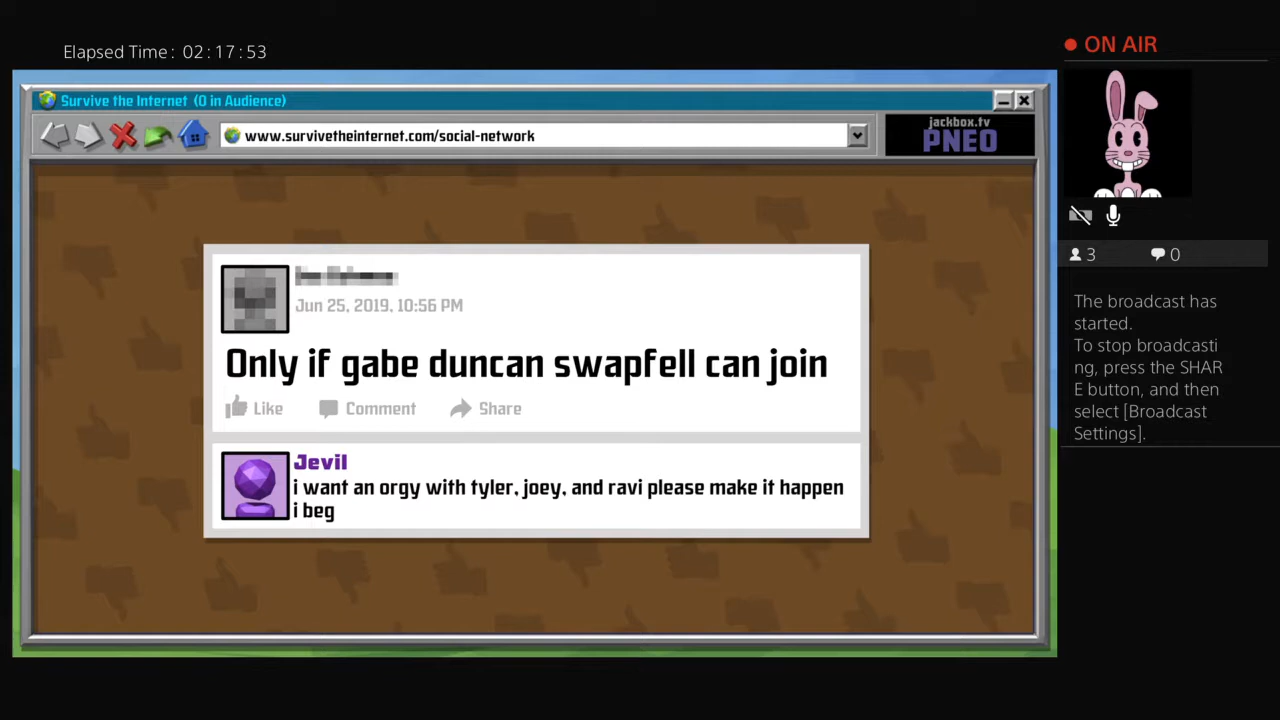 Elapsed Time: 02:17:53
ON AIR
Survive the Internet (0 in Audience)
www.survivetheinternet.com/social-network
jackbox.tv
PNEO
Jun 25, 2019, 10:56 PM
Only if gabe duncan swapfell can join
Like Comment Share
Jevil
i want an orgy with tyler, joey, and ravi please make it happen
i beg
3 0
The broadcast has
started.
To stop broadcasti
ng, press the SHAR
E button, and then
select [Broadcast
Settings].